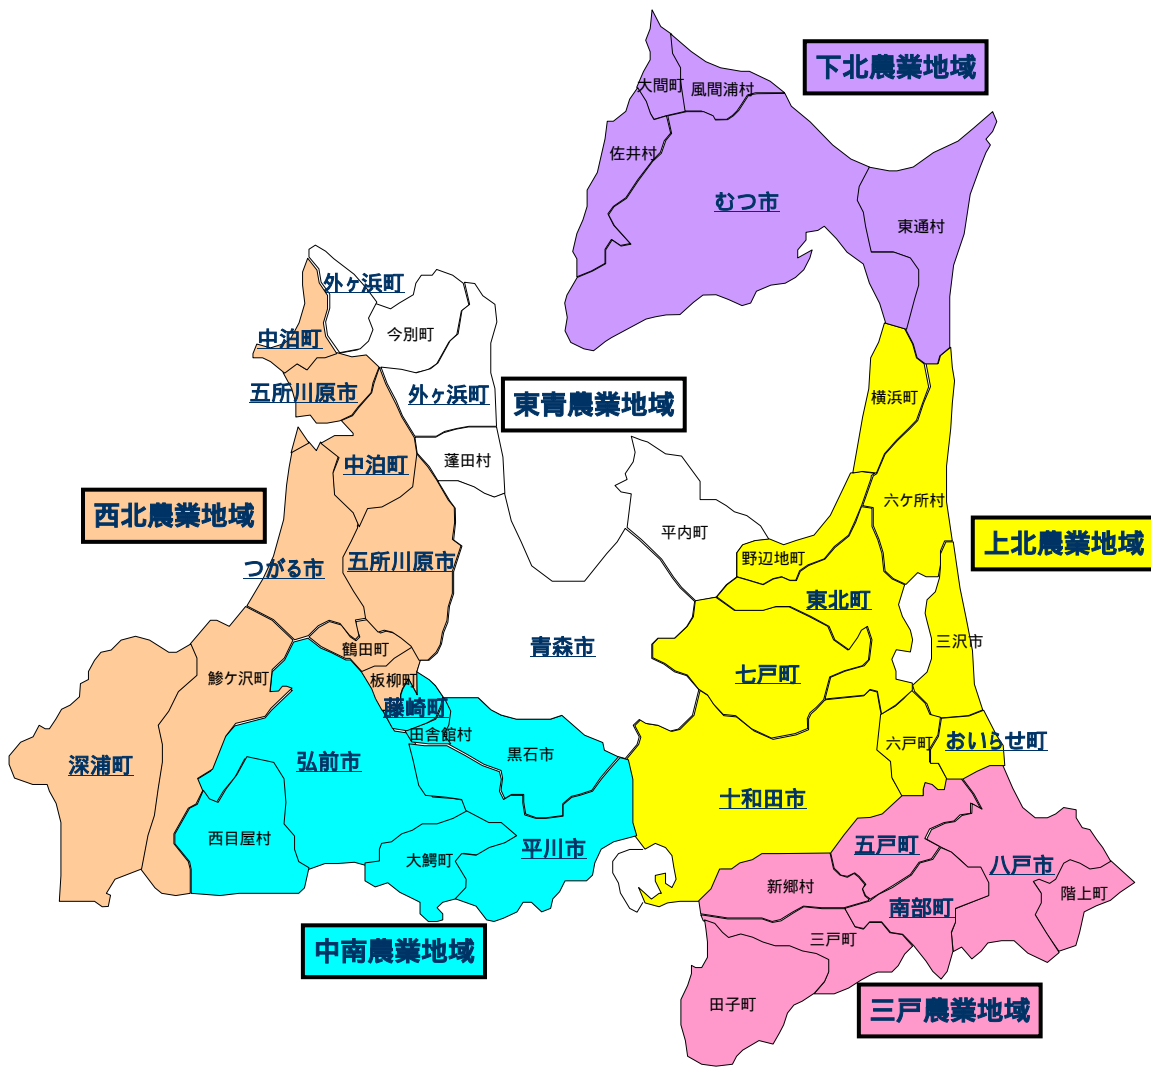 下北農業地域
大間町
風間浦村
佐井村
むつ市
東通村
外ヶ浜町
中泊町
今別町
五所川原市
外ヶ浜町
東青農業地域
横浜町
中泊町
蓬田村
六ケ所村
西北農業地域
平内町
上北農業地域
つがる市
五所川原市
野辺地町
東北町
青森市
三沢市
鶴田町
七戸町
鰺ケ沢町
板柳町
藤崎町
田舎館村
六戸町
おいらせ町
深浦町
弘前市
黒石市
十和田市
西目屋村
平川市
五戸町
大鰐町
八戸市
新郷村
階上町
南部町
三戸町
中南農業地域
田子町
三戸農業地域